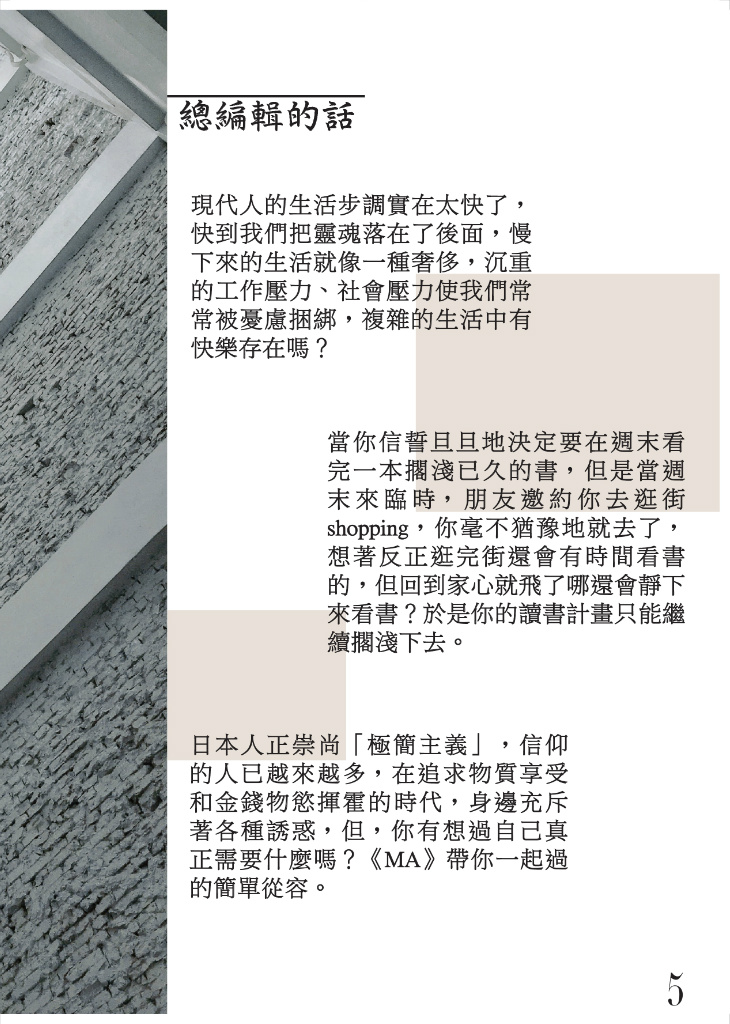 總編輯的話
現代人的生活步調實在太快了，
快到我們把靈魂落在了後面，慢
下來的生活就像一種奢侈，沉重
的工作壓力、社會壓力使我們常
常被憂慮捆綁，複雜的生活中有
快樂存在嗎？
當你信誓旦旦地決定要在週末看
完一本擱淺已久的書，但是當週
末來臨時，朋友邀約你去逛街
shopping，你毫不猶豫地就去了，
想著反正逛完街還會有時間看書
的，但回到家心就飛了哪還會靜下
來看書？於是你的讀書計畫只能繼
續擱淺下去。
日本人正崇尚「極簡主義」，信仰
的人已越來越多，在追求物質享受
和金錢物慾揮霍的時代，身邊充斥
著各種誘惑，但，你有想過自己真
正需要什麼嗎？《MA》帶你一起過
的簡單從容。
5